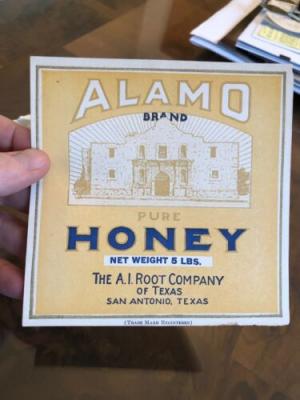 ALAMO
BRAND
PURE
HONEY
NET WEIGHT 5 LBS.
THE A.I. ROOT COMPANY
OF TEXAS
SAN ANTONIO, TEXAS
(TRADE MARK REGISTERED)